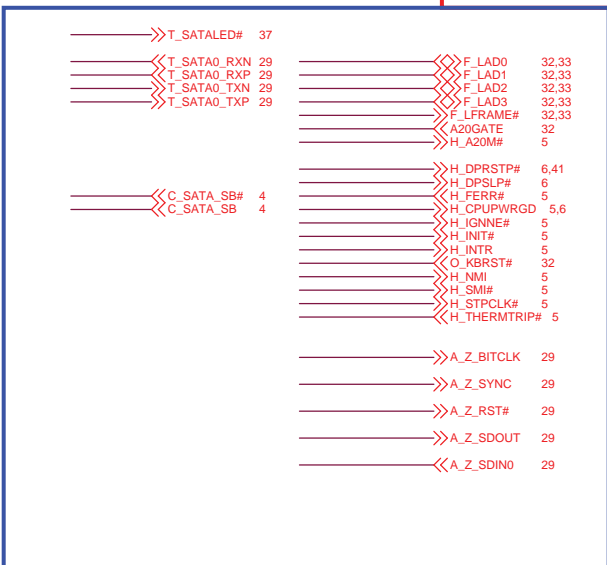 T_SATALED# 37
T_SATA0_RXN 29
T_SATA0_RXP 29
T_SATA0_TXN 29
T_SATA0_TXP 29
C_SATA_SB# 4
C_SATA_SB 4
F_LAD0 32,33
F_LAD1 32,33
F_LAD2 32,33
F_LAD3 32,33
F_LFRAME# 32,33
A20GATE 32
H_A20M# 5
H_DPRSTP# 6,41
H_DPSLP# 6
H_FERR# 5
H_CPUPWRGD 5,6
H_IGNNE# 5
H_INIT# 5
H_INTR 5
O_KBRST# 32
H_NMI 5
H_SMI# 5
H_STPCLK# 5
H_THERMTRIP# 5
A_Z_BITCLK 29
A_Z_SYNC 29
A_Z_RST# 29
A_Z_SDOUT 29
A_Z_SDIN0 29